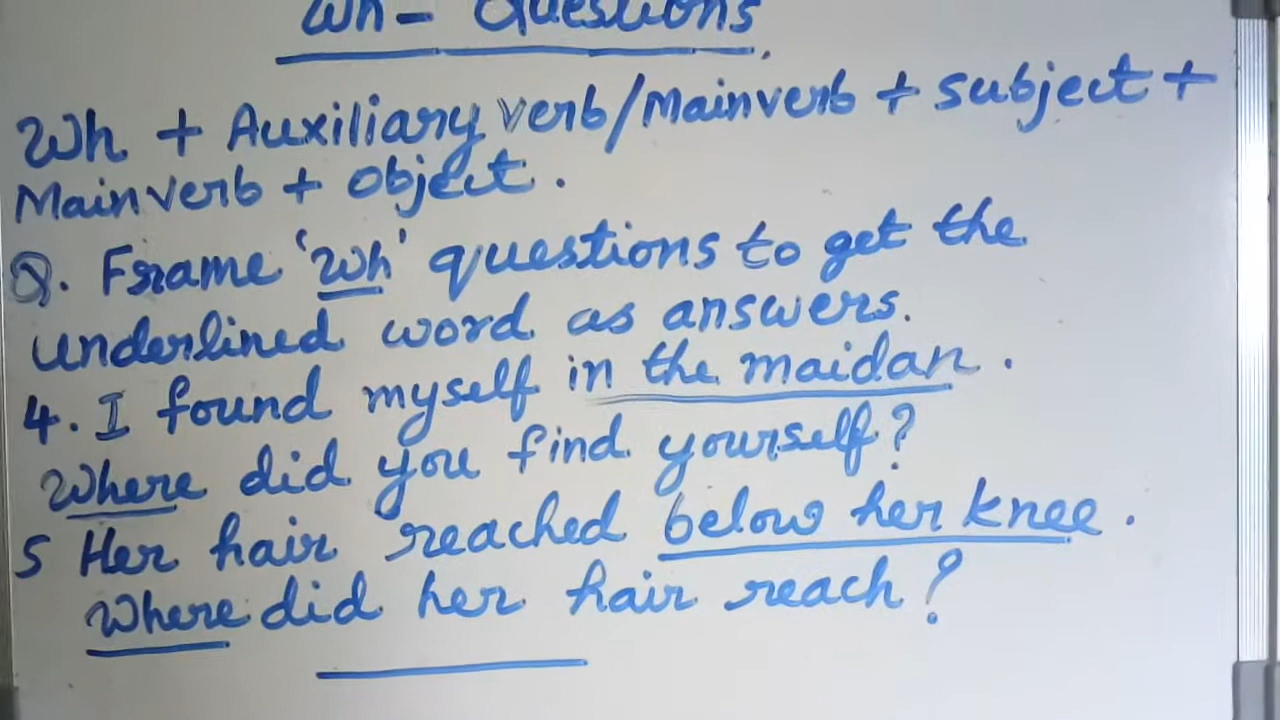 Wh - Questions
Wh + Auxiliary verb/Mainverb + subject +
Mainverb + Object.
Q. Frame 'Wh' questions to get the
underlined word as answers.
4. I found myself in the maidan.
Where did you find yourself?
5 Her hair reached below her knee.
Where did her hair reach?